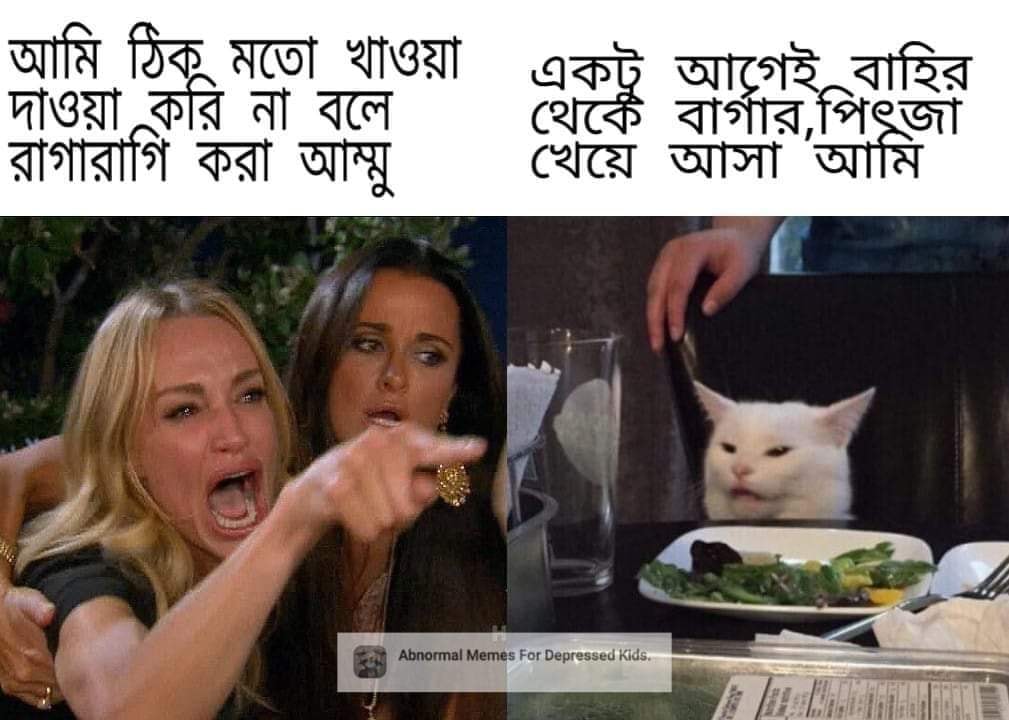 আমি ঠিক মতো খাওয়া
দাওয়া করি না বলে
রাগারাগি করা আম্মু
একটু আগেই বাহির
থেকে বার্গার,পিৎজা
খেয়ে আসা আমি
Abnormal Memes For Depressed Kids.